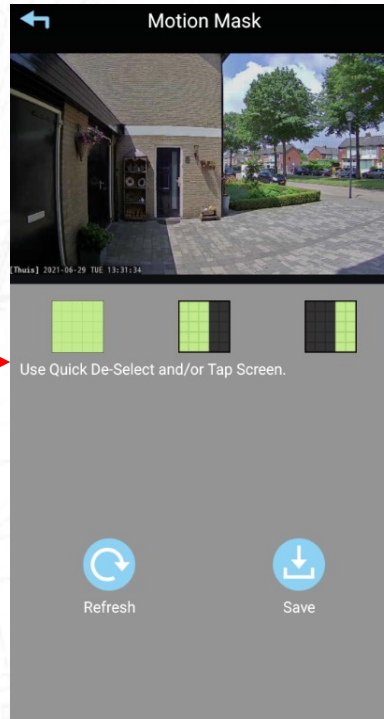 Motion Mask
[Thuis] 2021-06-29 TUE 13:31:34
Use Quick De-Select and/or Tap Screen.
Refresh
Save